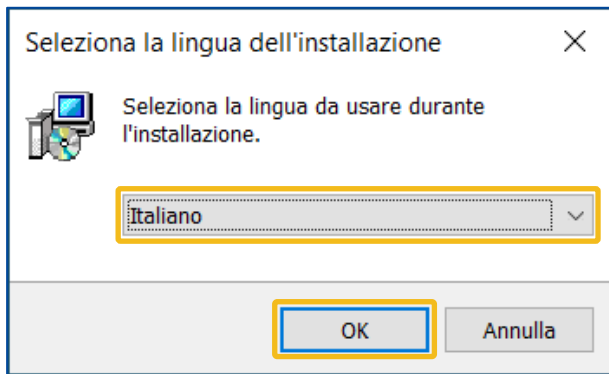 Seleziona la lingua dell'installazione
Seleziona la lingua da usare durante
l'installazione.
Italiano
OK Annulla